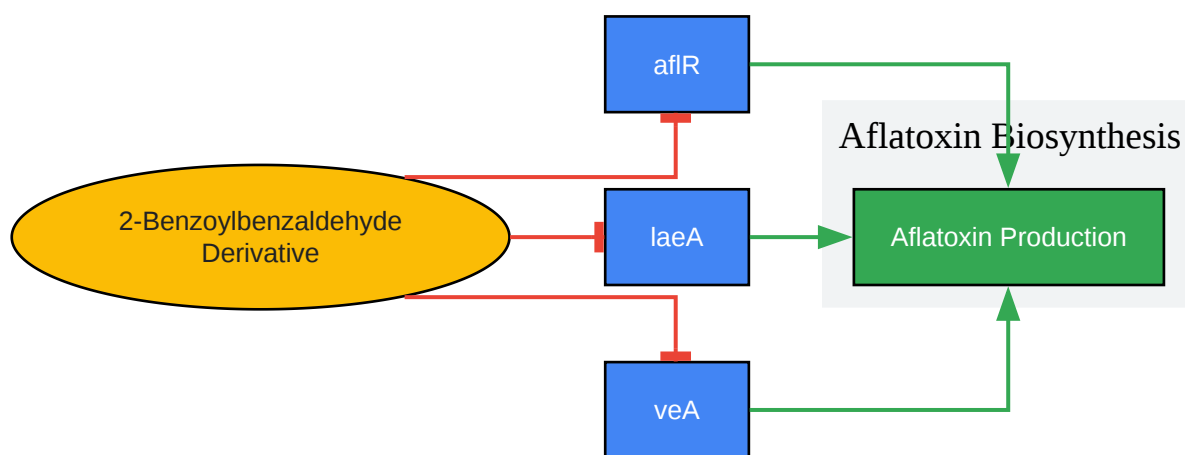 aflR
Aflatoxin Biosynthesis
2-Benzoylbenzaldehyde
Derivative
laeA
Aflatoxin Production
veA